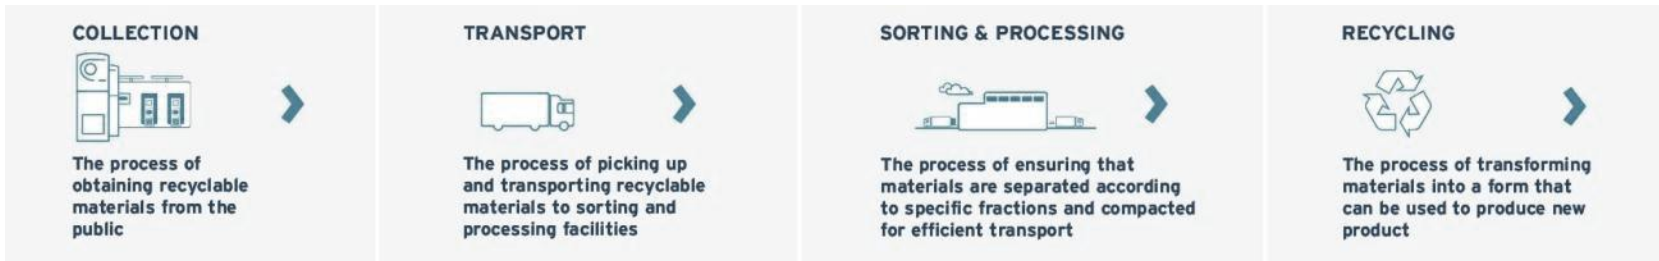 COLLECTION
The process of
obtaining recyclable
materials from the
public
TRANSPORT
The process of picking up
and transporting recyclable
materials to sorting and
processing facilities
SORTING & PROCESSING
The process of ensuring that
materials are separated according
to specific fractions and compacted
for efficient transport
RECYCLING
The process of transforming
materials into a form that
can be used to produce new
product